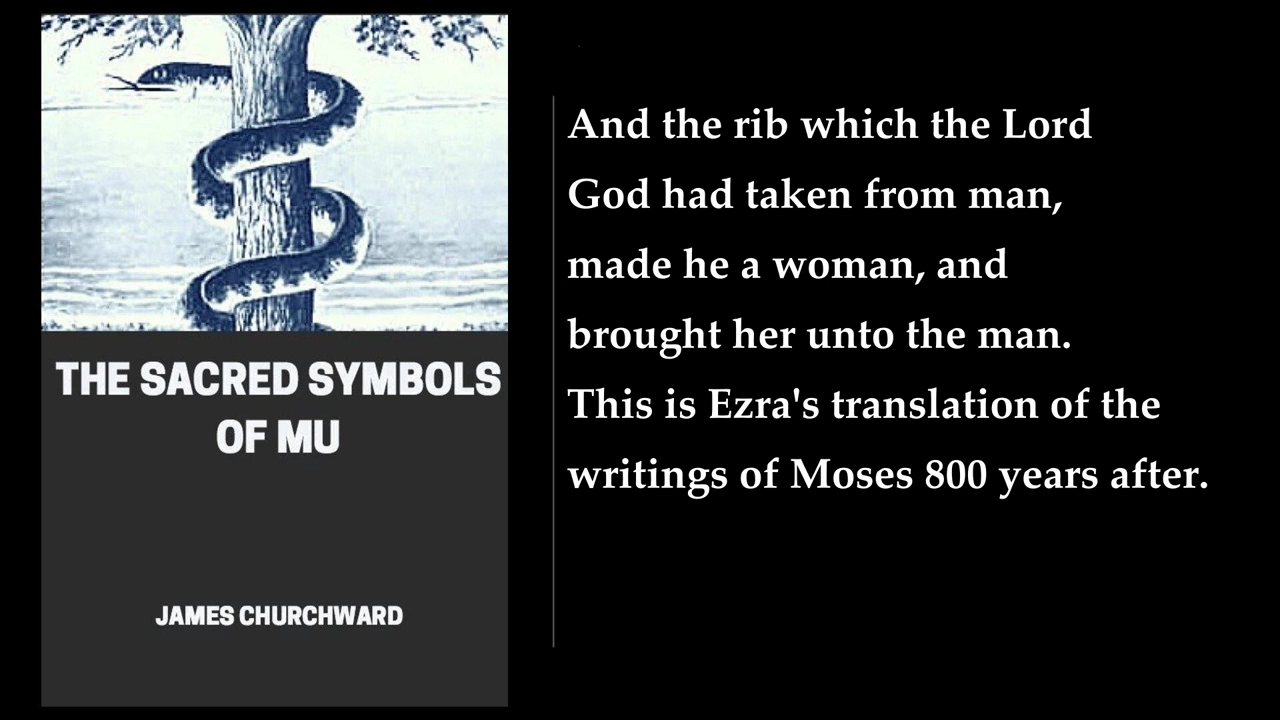 THE SACRED SYMBOLS
OF MU
JAMES CHURCHWARD
And the rib which the Lord
God had taken from man,
made he a woman, and
brought her unto the man.
This is Ezra's translation of the
writings of Moses 800 years after.